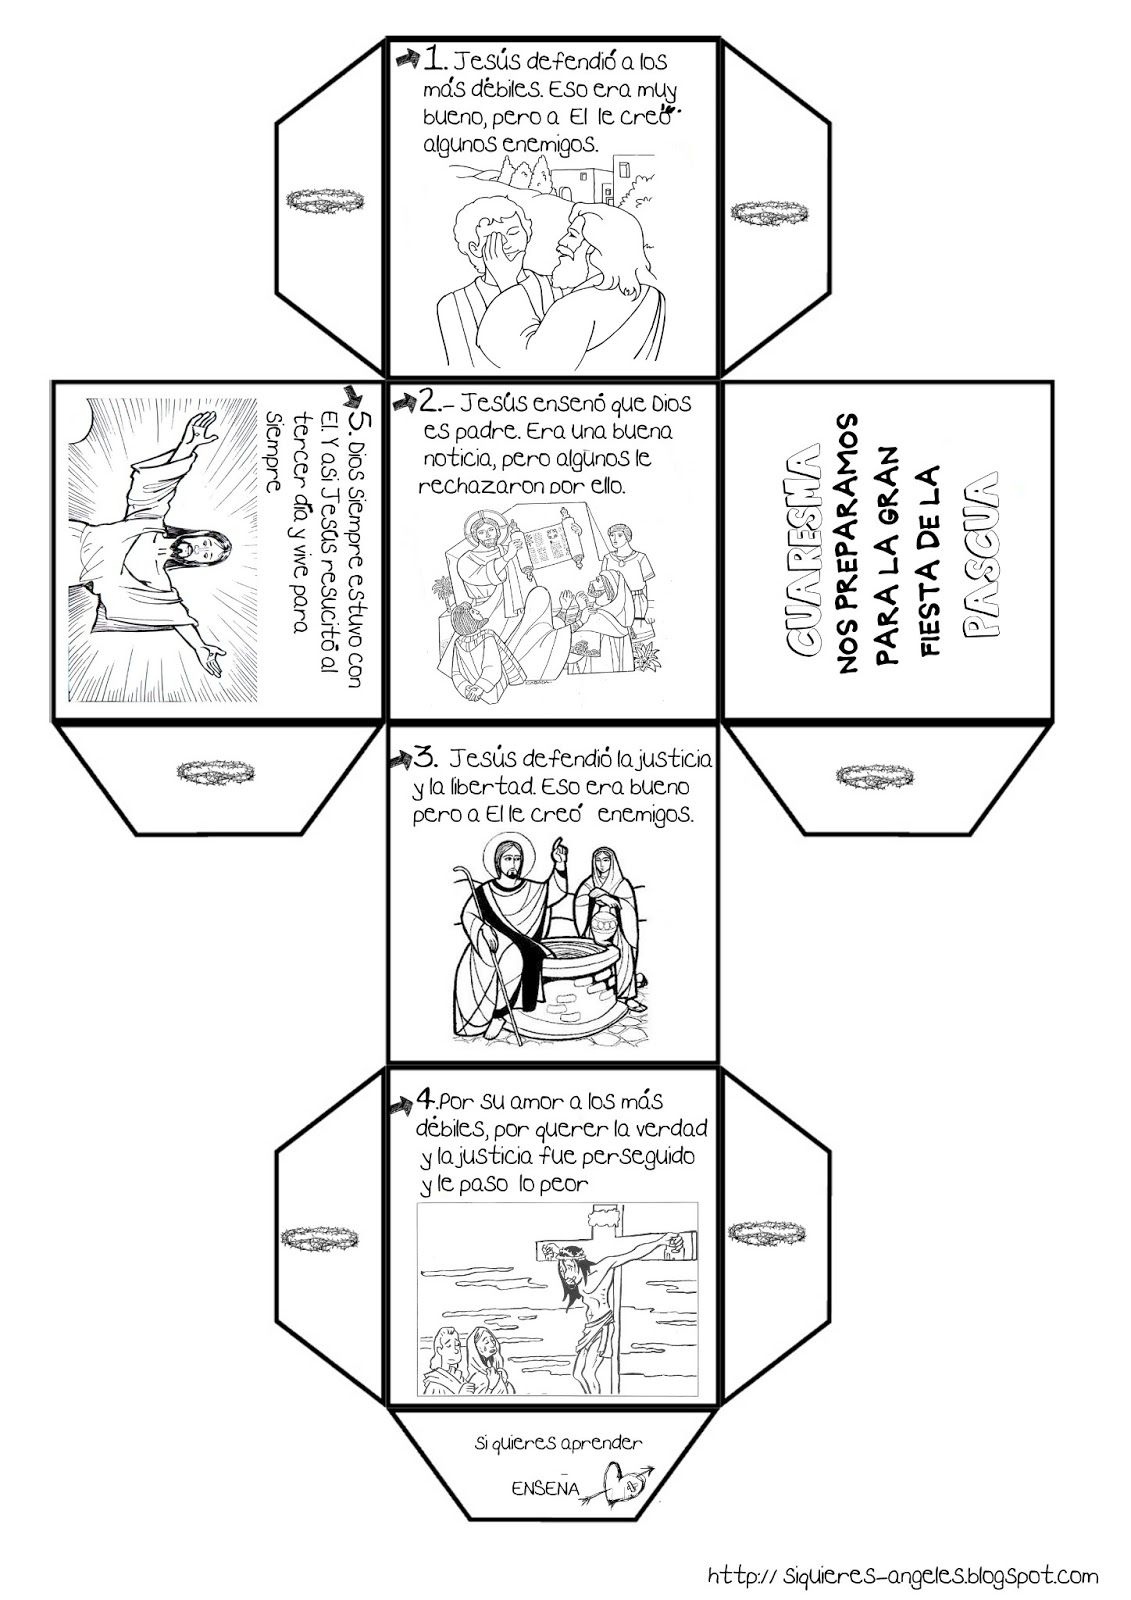 1. Jesús defendió a los
más débiles. Eso era muy
bueno, pero a El le creó
algunos enemigos.
5. Dios siempre estuvo con
El. Y asi Jesús resucitó al
tercer día y vive para
siempre
2.- Jesús enseñó que Dios
es padre. Era una buena
noticia, pero algunos le
rechazaron por ello.
CUARESMA
NOS PREPARAMOS
PARA LA GRAN
FIESTA DE LA
PASCUA
3. Jesús defendió la justicia
y la libertad. Eso era bueno
pero a El le creó enemigos.
4.Por su amor a los más
débiles, por querer la verdad
y la justicia fue perseguido
y le paso lo peor
si quieres aprender
ENSEÑA
http:// siquieres-angeles.blogspot.com